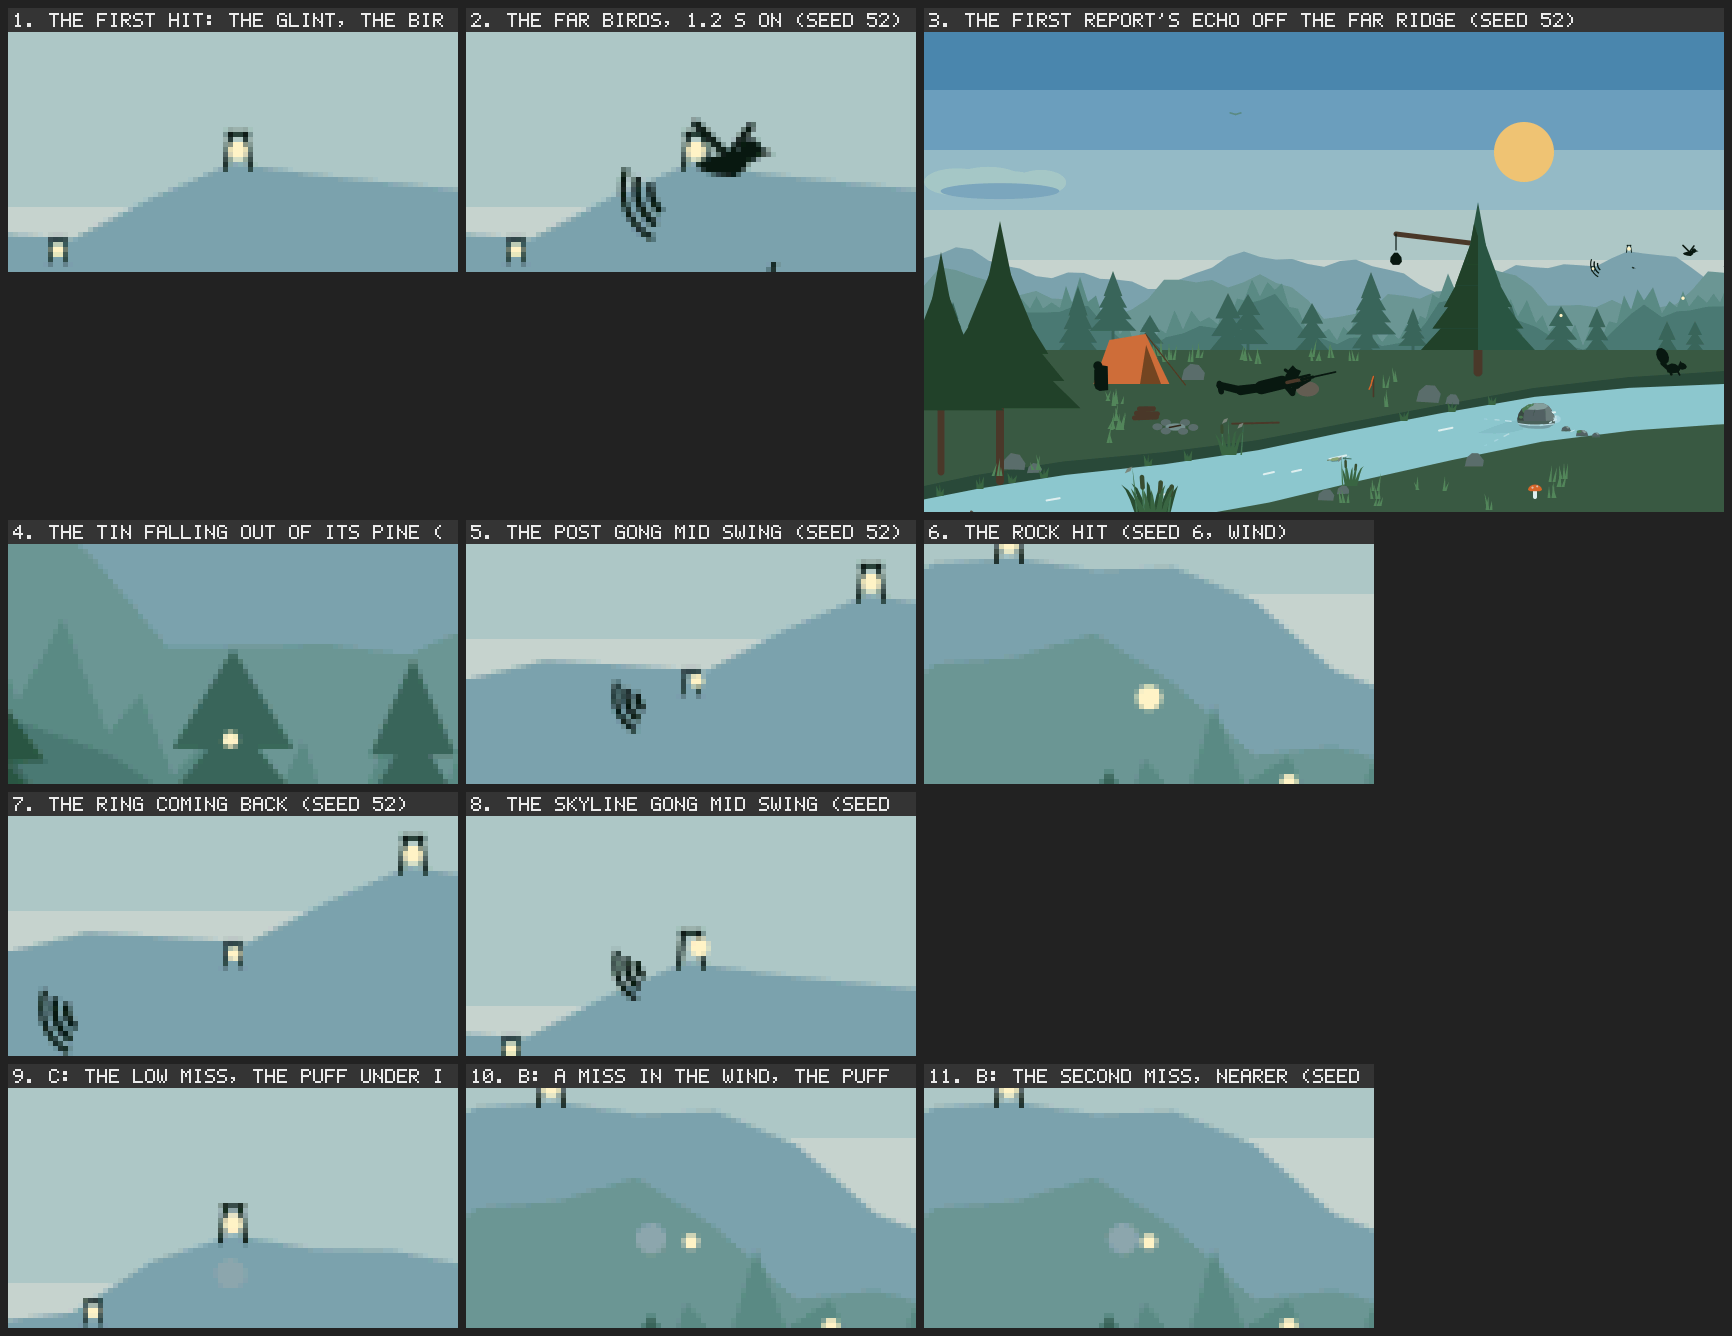 1. THE FIRST HIT: THE GLINT, THE BIR
2. THE FAR BIRDS, 1.2 S ON (SEED 52)
3. THE FIRST REPORT'S ECHO OFF THE FAR RIDGE (SEED 52)
4. THE TIN FALLING OUT OF ITS PINE (
5. THE POST GONG MID SWING (SEED 52)
6. THE ROCK HIT (SEED 6, WIND)
7. THE RING COMING BACK (SEED 52)
8. THE SKYLINE GONG MID SWING (SEED
9. C: THE LOW MISS, THE PUFF UNDER I
10. B: A MISS IN THE WIND, THE PUFF
11. B: THE SECOND MISS, NEARER (SEED